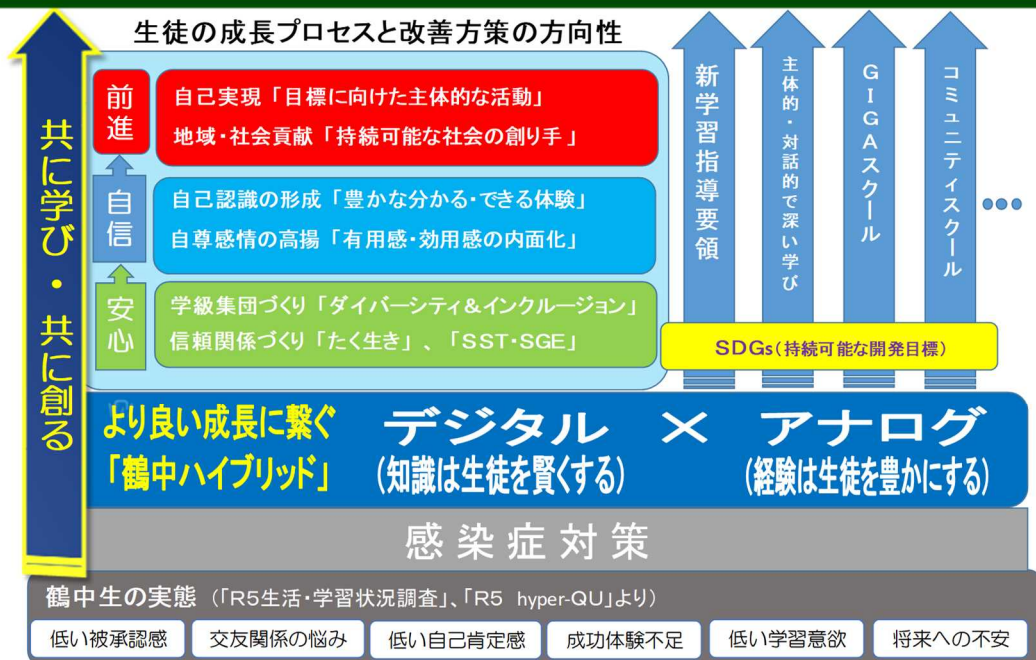 生徒の成長プロセスと改善方策の方向性
共に学び・共に創る
前進
自己実現「目標に向けた主体的な活動」
地域・社会貢献「持続可能な社会の創り手」
自信
自己認識の形成「豊かな分かる・できる体験」
自尊感情の高揚「有用感・効用感の内面化」
安心
学級集団づくり「ダイバーシティ&インクルージョン」
信頼関係づくり「たく生き」、「SST・SGE」
新学習指導要領
主体的・対話的で深い学び
GIGAスクール
コミュニティスクール
•••
SDGs(持続可能な開発目標)
より良い成長に繋ぐ
「鶴中ハイブリッド」
デジタル × アナログ
(知識は生徒を賢くする) (経験は生徒を豊かにする)
感染症対策
鶴中生の実態 (「R5生活・学習状況調査」、「R5 hyper-QU」より)
低い被承認感 交友関係の悩み 低い自己肯定感 成功体験不足 低い学習意欲 将来への不安